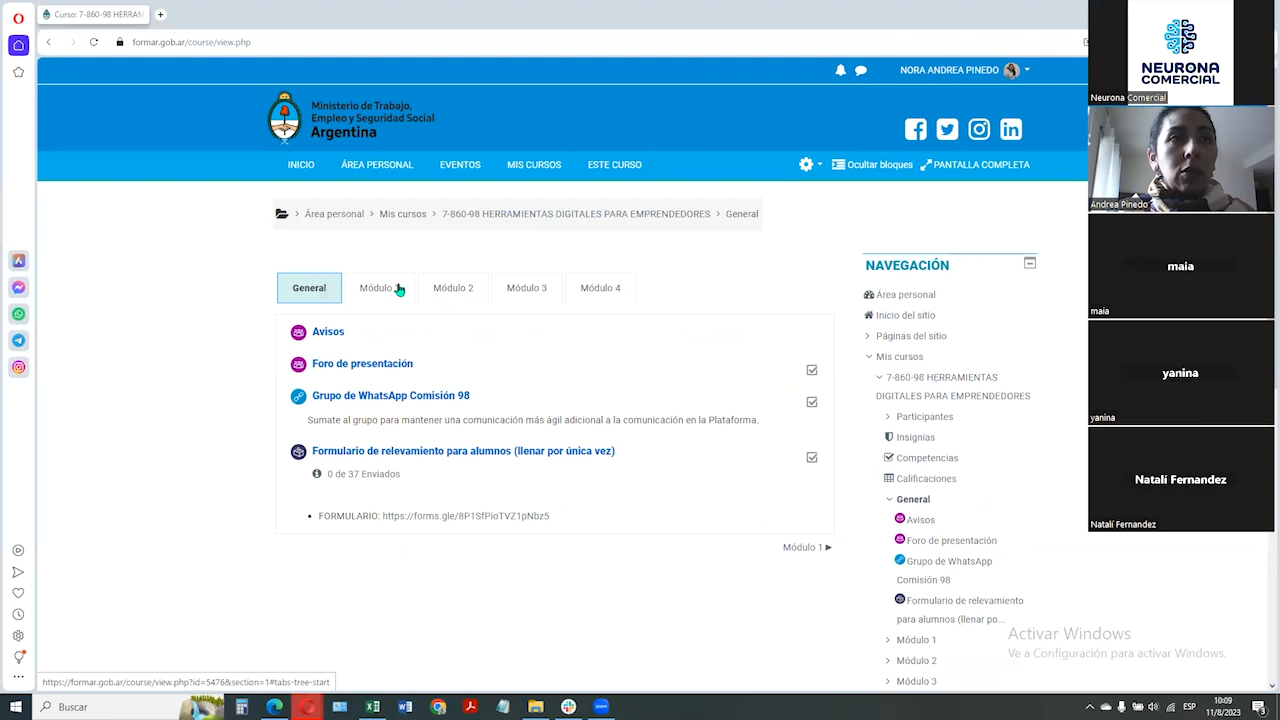 Curso: 7-860-98 HERRAM
formar.gob.ar/course/view.php
NORA ANDREA PINEDO
Ministerio de Trabajo,
Empleo y Seguridad Social
Argentina
INICIO
ÁREA PERSONAL
EVENTOS
MIS CURSOS
ESTE CURSO
Ocultar bloques
PANTALLA COMPLETA
Área personal > Mis cursos > 7-860-98 HERRAMIENTAS DIGITALES PARA EMPRENDEDORES > General
General
Módulo
Módulo 2
Módulo 3
Módulo 4
Avisos
Foro de presentación
Grupo de WhatsApp Comisión 98
Sumate al grupo para mantener una comunicación más ágil adicional a la comunicación en la Plataforma.
Formulario de relevamiento para alumnos (llenar por única vez)
0 de 37 Enviados
FORMULARIO: https://forms.gle/8P1SfPioTVZ1pNbz5
Módulo 1
NAVEGACIÓN
Área personal
Inicio del sitio
Páginas del sitio
Mis cursos
7-860-98 HERRAMIENTAS
DIGITALES PARA EMPRENDEDORES
Participantes
Insignias
Competencias
Calificaciones
General
Avisos
Foro de presentación
Grupo de WhatsApp
Comisión 98
Formulario de relevamiento
para alumnos (llenar po...
Módulo 1
Módulo 2
Módulo 3
NEURONA
COMERCIAL
Neurona Comercial
Andrea Pinedo
maia
maia
yanina
yanina
Natali Fernandez
Natalí Fernandez
Activar Windows
Ve a Configuración para activar Windows.
https://formar.gob.ar/course/view.php?id=5476&section=1#tabs-tree-start
Buscar
10:09
11/2023